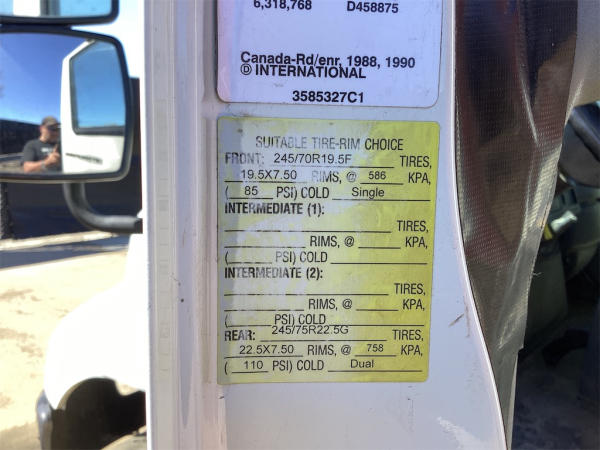 6,318,768 D458875
Canada-Rd/enr, 1988, 1990
INTERNATIONAL
3585327C1
SUITABLE TIRE-RIM CHOICE
FRONT: 245/70R19.5F TIRES,
19.5X7.50 RIMS, @ 586 KPA,
( 85 PSI) COLD Single
INTERMEDIATE (1):
TIRES,
RIMS, @ KPA,
( PSI) COLD
INTERMEDIATE (2):
TIRES,
RIMS, @ KPA,
( PSI) COLD
REAR: 245/75R22.5G TIRES,
22.5X7.50 RIMS, @ 758 KPA,
( 110 PSI) COLD Dual